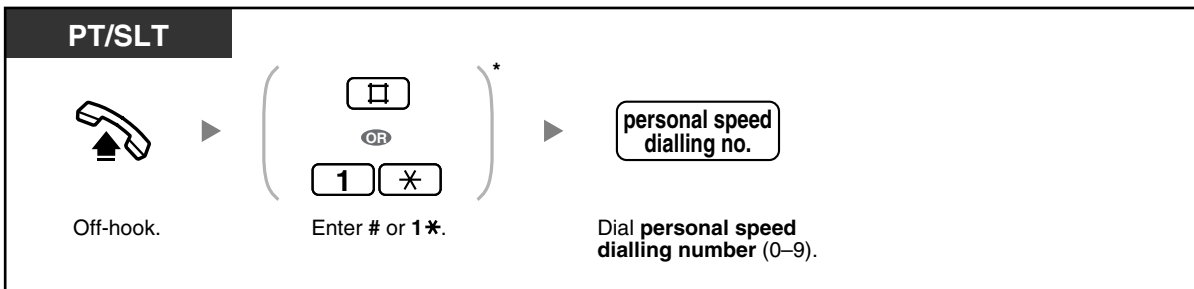 PT/SLT
*
#
OR
1 ✱
personal speed
dialling no.
Off-hook.
Enter # or 1✱.
Dial personal speed
dialling number (0–9).